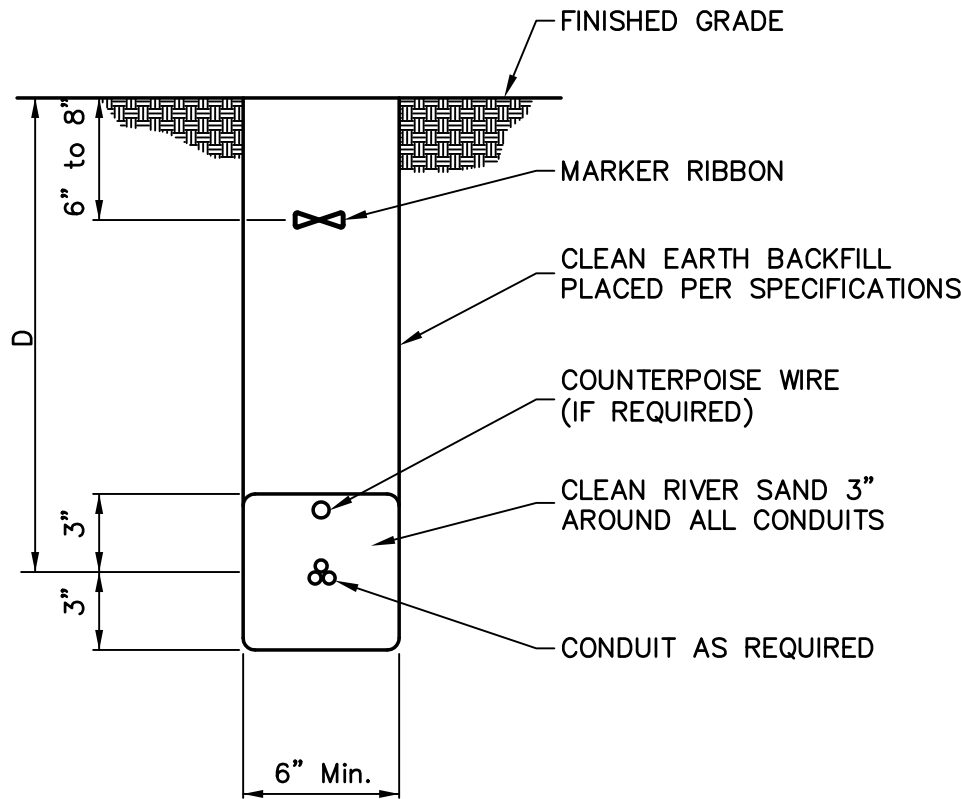 FINISHED GRADE
6” to 8”
MARKER RIBBON
CLEAN EARTH BACKFILL
PLACED PER SPECIFICATIONS
D
COUNTERPOISE WIRE
(IF REQUIRED)
CLEAN RIVER SAND 3”
AROUND ALL CONDUITS
3”
3”
CONDUIT AS REQUIRED
6” Min.